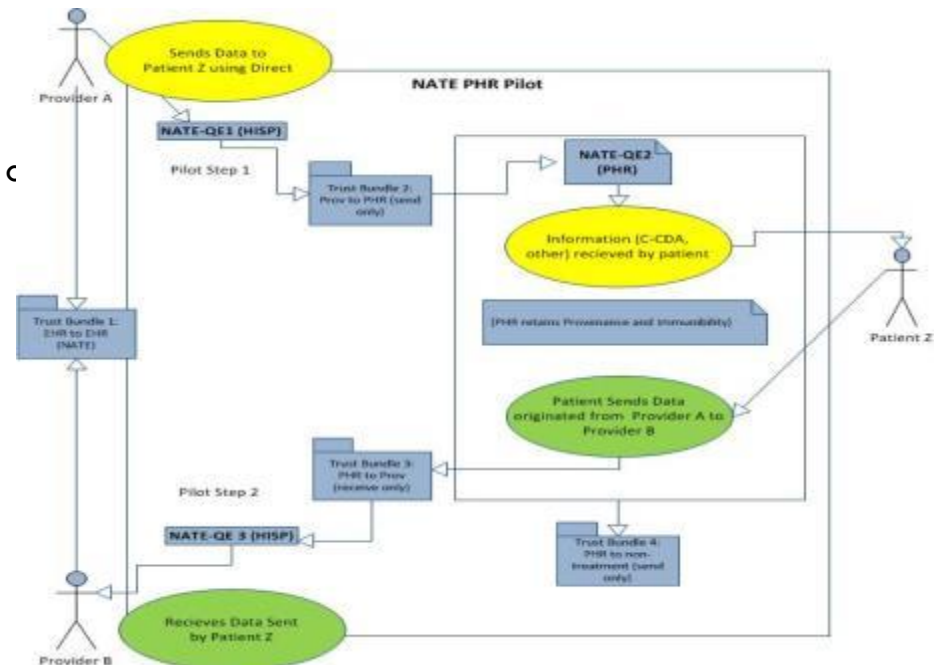 Sends Data to
Patient Z using Direct
Provider A
NATE PHR Pilot
NATE-QE1 (HISP)
Pilot Step 1
Trust Bundle 2:
Prov to PHR (send
only)
NATE-QE2
(PHR)
Information (C-CDA,
other) recieved by patient
Trust Bundle 1:
EHR to EHR
(NATE)
(PHR retains Provenance and Immunibility)
Patient Z
Patient Sends Data
originated from Provider A to
Provider B
Trust Bundle 3:
PHR to Prov
(receive only)
Pilot Step 2
NATE-QE 3 (HISP)
Trust Bundle 4:
PHR to non-
treatment (send
only)
Recieves Data Sent
by Patient Z
Provider B